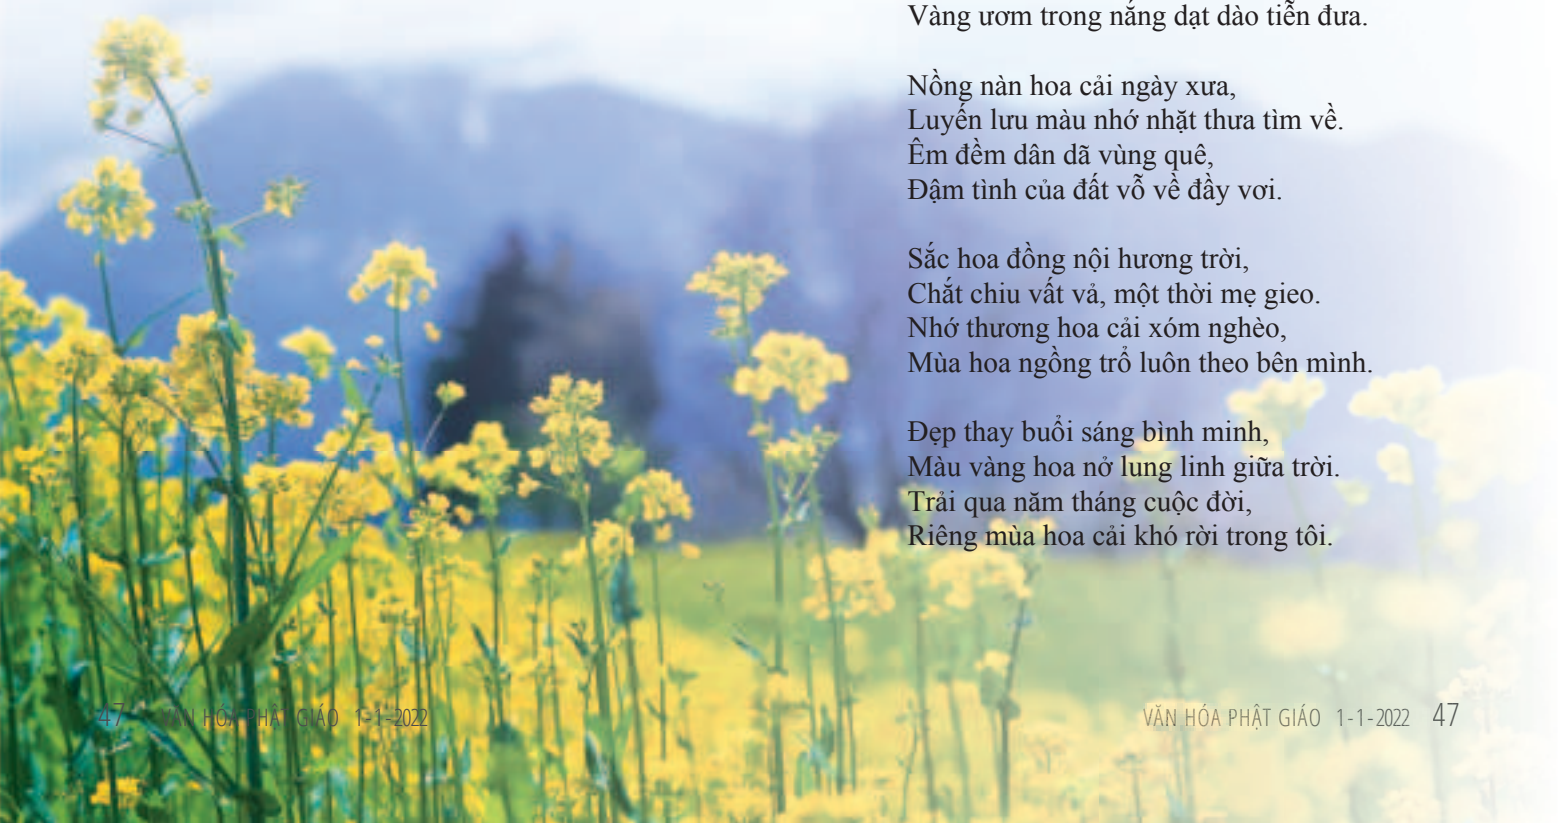 Vàng ươm trong nắng dạt dào tiễn đưa.
Nồng nàn hoa cải ngày xưa,
Luyến lưu màu nhớ nhặt thưa tìm về.
Êm đềm dân dã vùng quê,
Đậm tình của đất vỗ về đầy vơi.
Sắc hoa đồng nội hương trời,
Chắt chiu vất vả, một thời mẹ gieo.
Nhớ thương hoa cải xóm nghèo,
Mùa hoa ngồng trổ luôn theo bên mình.
Đẹp thay buổi sáng bình minh,
Màu vàng hoa nở lung linh giữa trời.
Trải qua năm tháng cuộc đời,
Riêng mùa hoa cải khó rời trong tôi.
47 VĂN HÓA PHẬT GIÁO 1-1-2022
VĂN HÓA PHẬT GIÁO 1-1-2022 47